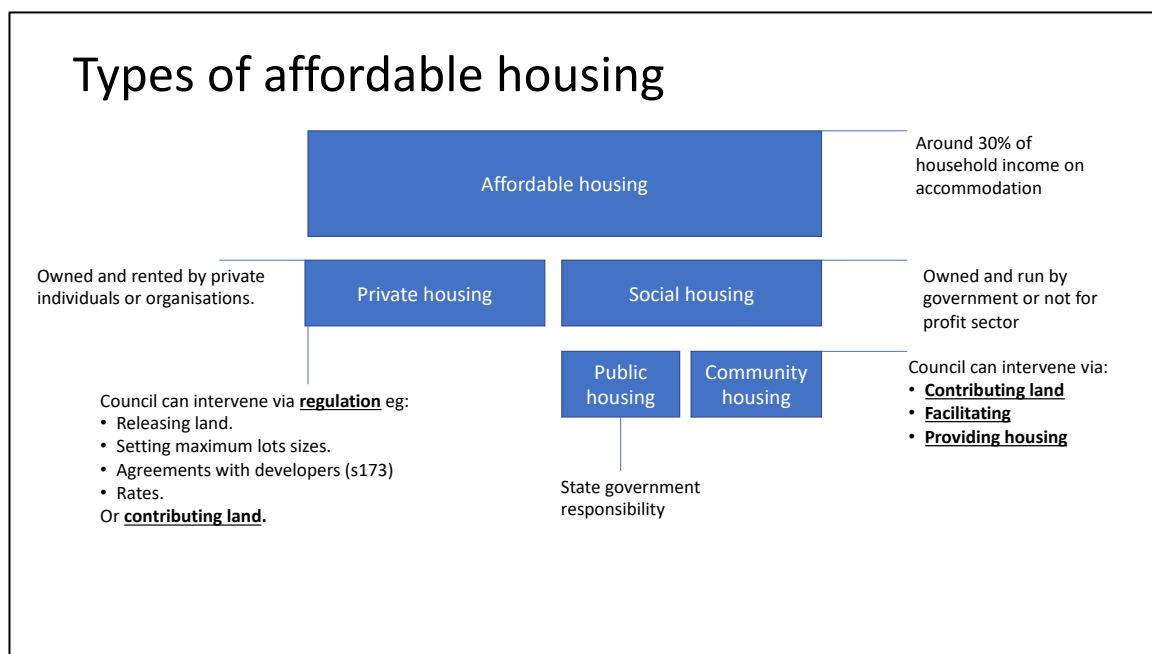 Types of affordable housing
Affordable housing
Around 30% of
household income on
accommodation
Owned and rented by private
individuals or organisations.
Private housing
Social housing
Owned and run by
government or not for
profit sector
Public
housing
Community
housing
Council can intervene via:
• Contributing land
• Facilitating
• Providing housing
Council can intervene via regulation eg:
• Releasing land.
• Setting maximum lots sizes.
• Agreements with developers (s173)
• Rates.
Or contributing land.
State government
responsibility